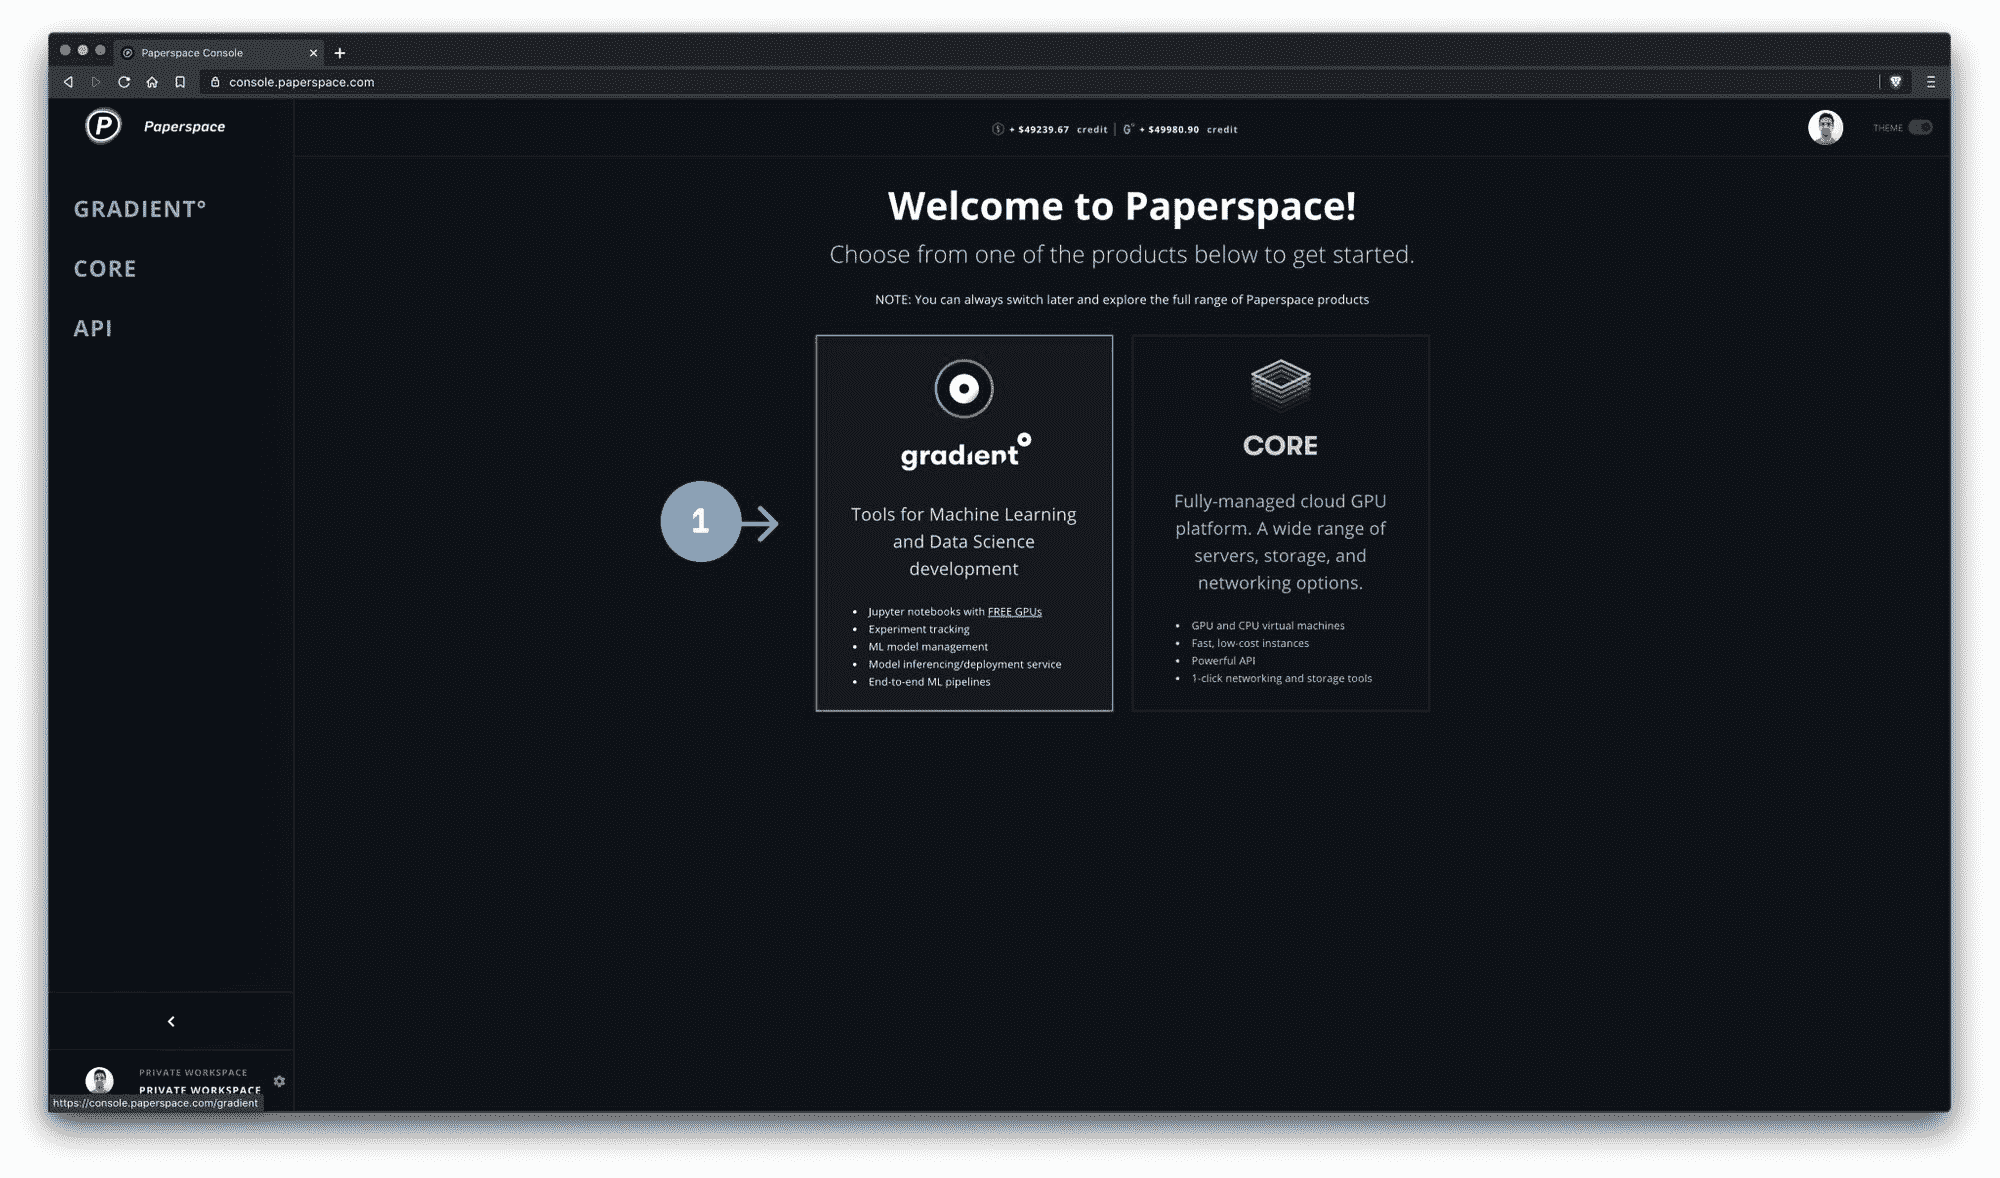 Paperspace Console
console.paperspace.com
P Paperspace
+ $49239.67 credit | G° + $49980.90 credit
THEME
GRADIENT°
CORE
API
Welcome to Paperspace!
Choose from one of the products below to get started.
NOTE: You can always switch later and explore the full range of Paperspace products
1
gradient°
Tools for Machine Learning
and Data Science
development
• Jupyter notebooks with FREE GPUs
• Experiment tracking
• ML model management
• Model inferencing/deployment service
• End-to-end ML pipelines
CORE
Fully-managed cloud GPU
platform. A wide range of
servers, storage, and
networking options.
• GPU and CPU virtual machines
• Fast, low-cost instances
• Powerful API
• 1-click networking and storage tools
PRIVATE WORKSPACE
PRIVATE WORKSPACE
https://console.paperspace.com/gradient